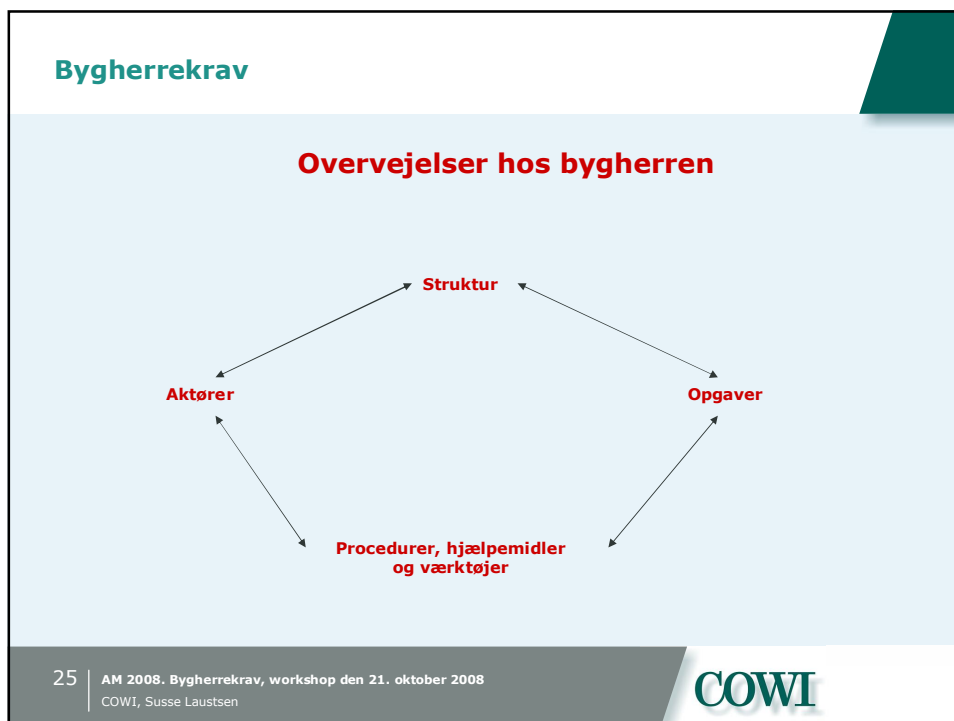 Bygherrekrav
Overvejelser hos bygherren
Struktur
Aktører
Opgaver
Procedurer, hjælpemidler
og værktøjer
25
AM 2008. Bygherrekrav, workshop den 21. oktober 2008
COWI, Susse Laustsen
COWI